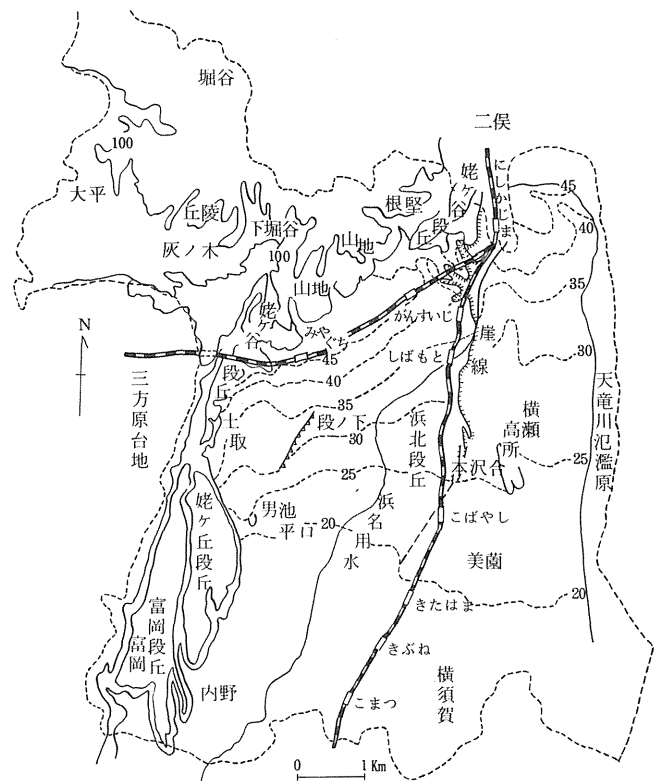 堀谷
二俣
100
大平
にしかじま
姥ヶ谷
45
40
根堅
段丘
丘陵
下堀谷
灰ノ木
山地
100
山地
35
姥ヶ谷
がんすいじ
みやぐち
崖線
N
45
しばもと
30
40
段丘
三方原台地
天竜川氾濫原
35
段ノ下
横瀬
高所
土取
30
浜北段丘
本沢合
25
25
浜名用水
姥ヶ丘段丘
男池
平口
20
こばやし
美薗
20
きたはま
富岡段丘
富岡
きぶね
内野
横須賀
こまつ
0 1 Km